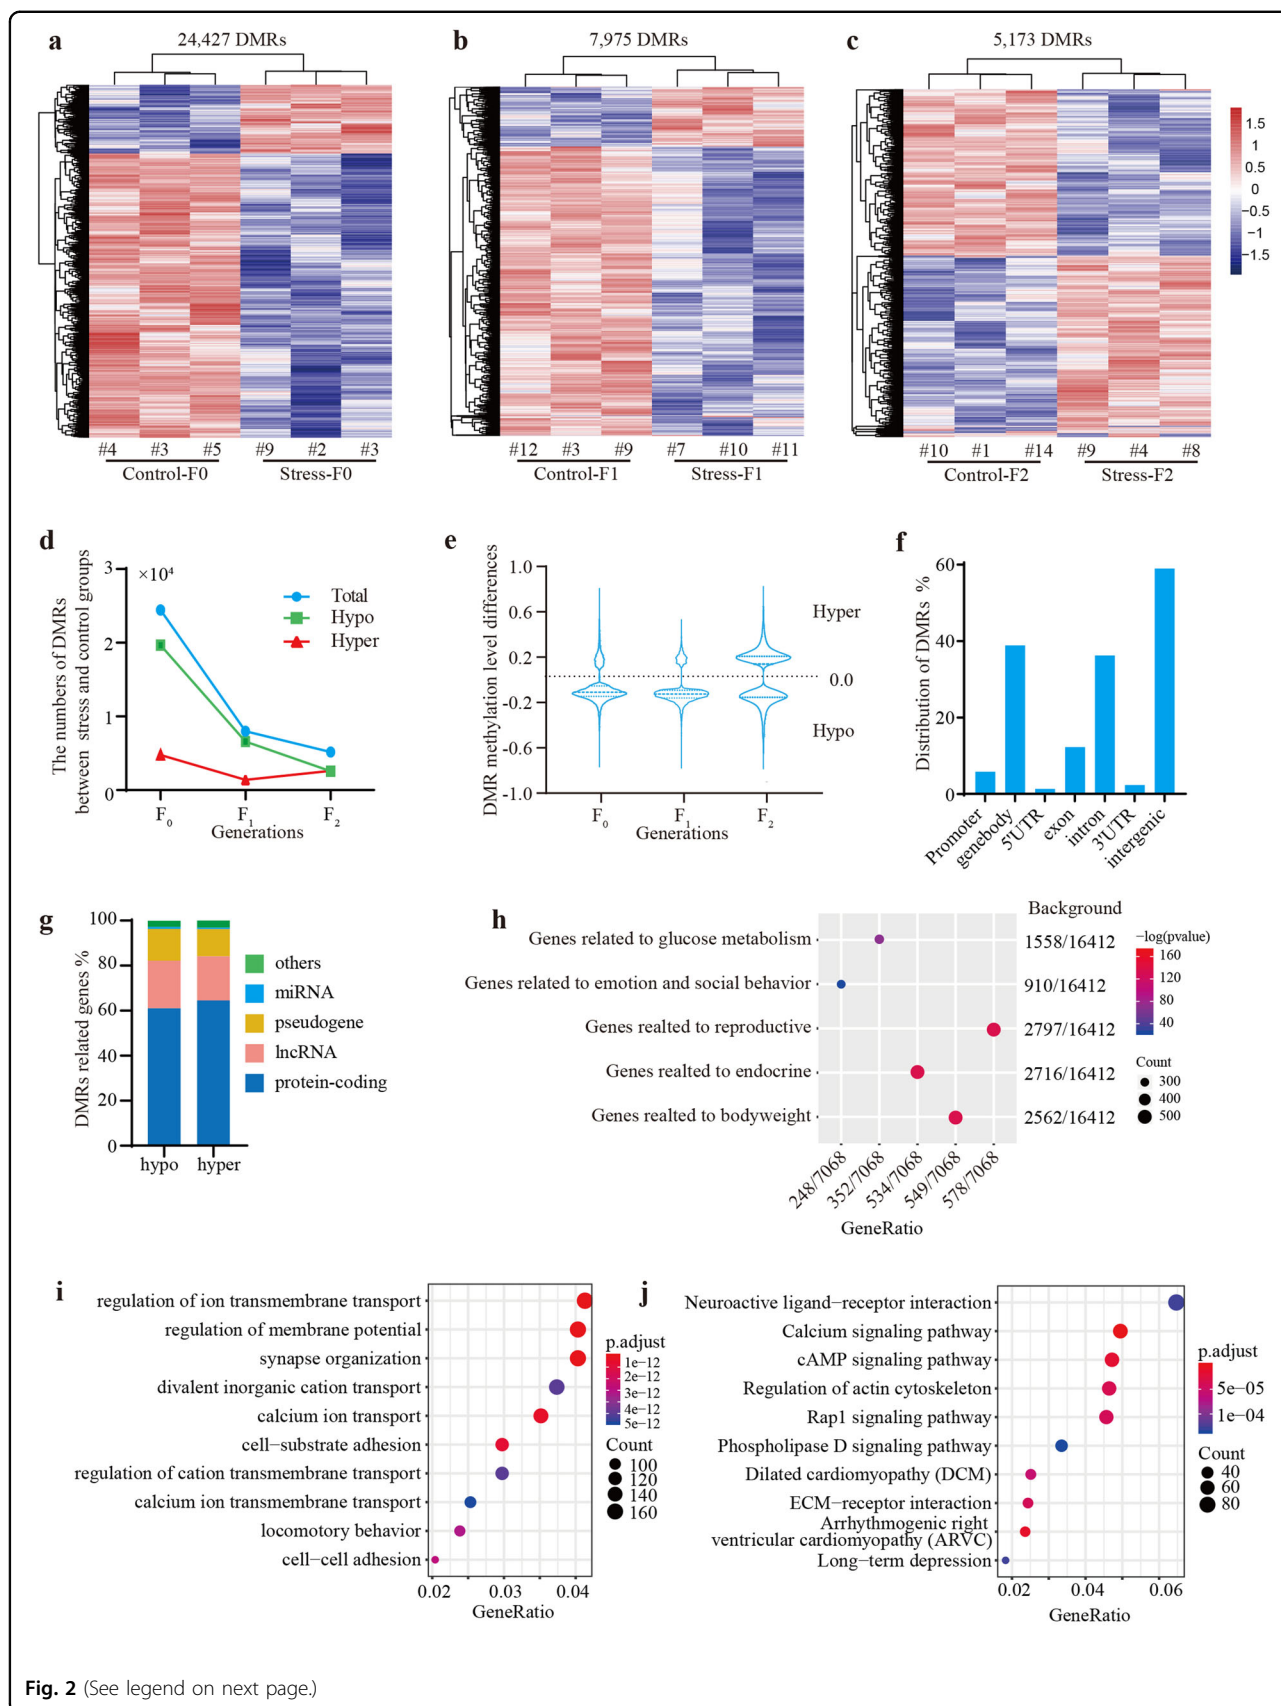 a
24,427 DMRs
#4 #3 #5 #9 #2 #3
Control-F0 Stress-F0
b
7,975 DMRs
#12 #3 #9 #7 #10 #11
Control-F1 Stress-F1
c
5,173 DMRs
#10 #1 #14 #9 #4 #8
Control-F2 Stress-F2
1.5
1
0.5
0
−0.5
−1
−1.5
d
The numbers of DMRs
between stress and control groups
×10⁴
3
2
1
0
Total
Hypo
Hyper
F₀ F₁ F₂
Generations
e
DMR methylation level differences
1.0
0.6
0.2
-0.2
-0.6
-1.0
Hyper
0.0
Hypo
F₀ F₁ F₂
Generations
f
Distribution of DMRs %
60
40
20
0
Promoter
genebody
5'UTR
exon
intron
3'UTR
intergenic
g
DMRs related genes %
100
80
60
40
20
0
hypo hyper
others
miRNA
pseudogene
lncRNA
protein-coding
h
Background
Genes related to glucose metabolism 1558/16412
Genes related to emotion and social behavior 910/16412
Genes realted to reproductive 2797/16412
Genes realted to endocrine 2716/16412
Genes realted to bodyweight 2562/16412
248/7068
352/7068
534/7068
549/7068
578/7068
GeneRatio
−log(pvalue)
160
120
80
40
Count
300
400
500
i
regulation of ion transmembrane transport
regulation of membrane potential
synapse organization
divalent inorganic cation transport
calcium ion transport
cell−substrate adhesion
regulation of cation transmembrane transport
calcium ion transmembrane transport
locomotory behavior
cell−cell adhesion
0.02 0.03 0.04
GeneRatio
p.adjust
1e−12
2e−12
3e−12
4e−12
5e−12
Count
100
120
140
160
j
Neuroactive ligand−receptor interaction
Calcium signaling pathway
cAMP signaling pathway
Regulation of actin cytoskeleton
Rap1 signaling pathway
Phospholipase D signaling pathway
Dilated cardiomyopathy (DCM)
ECM−receptor interaction
Arrhythmogenic right
ventricular cardiomyopathy (ARVC)
Long−term depression
0.02 0.04 0.06
GeneRatio
p.adjust
5e−05
1e−04
Count
40
60
80
Fig. 2 (See legend on next page.)